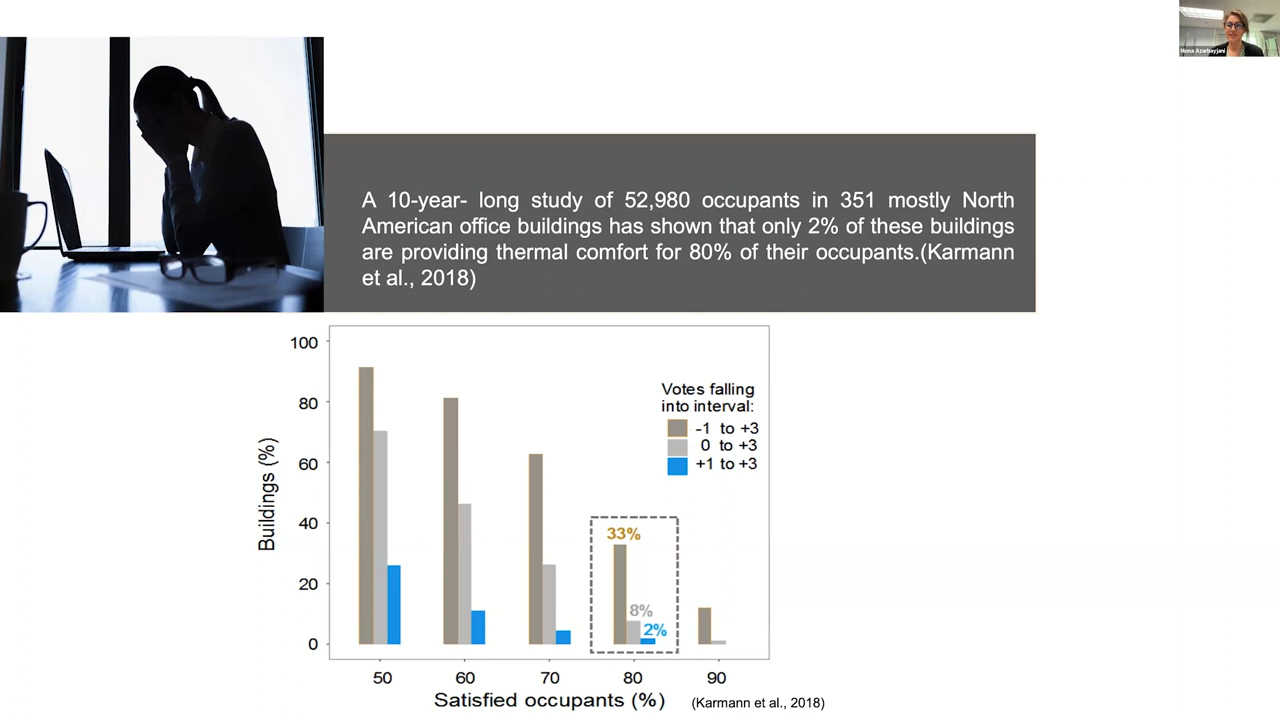 Mona Azarbayjani
A 10-year- long study of 52,980 occupants in 351 mostly North
American office buildings has shown that only 2% of these buildings
are providing thermal comfort for 80% of their occupants.(Karmann
et al., 2018)
100
80
60
40
20
0
Buildings (%)
Votes falling
into interval:
-1 to +3
0 to +3
+1 to +3
33%
8%
2%
50 60 70 80 90
Satisfied occupants (%)
(Karmann et al., 2018)